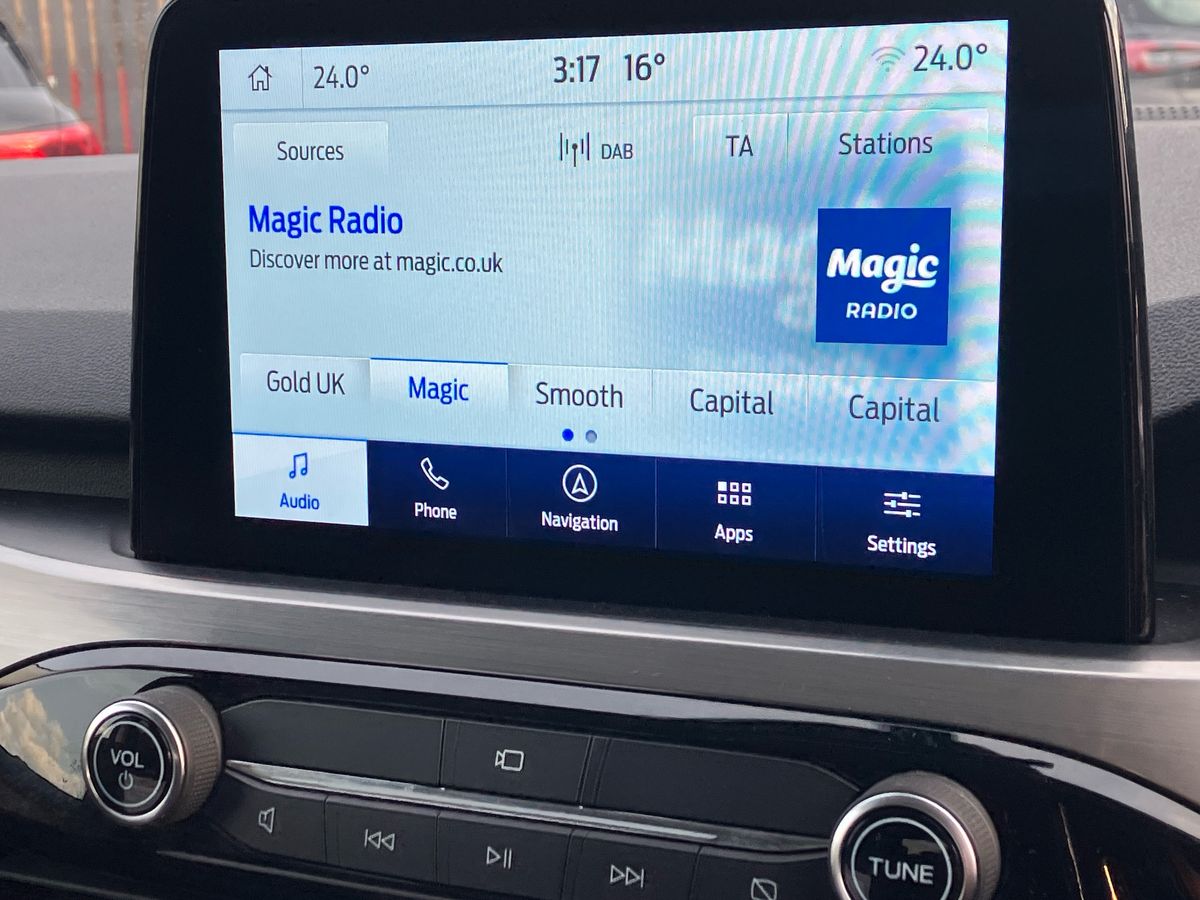 24.0° 3:17 16° 24.0°
Sources DAB TA Stations
Magic Radio
Discover more at magic.co.uk
Magic
RADIO
Gold UK Magic Smooth Capital Capital
Audio Phone Navigation Apps Settings
VOL
TUNE